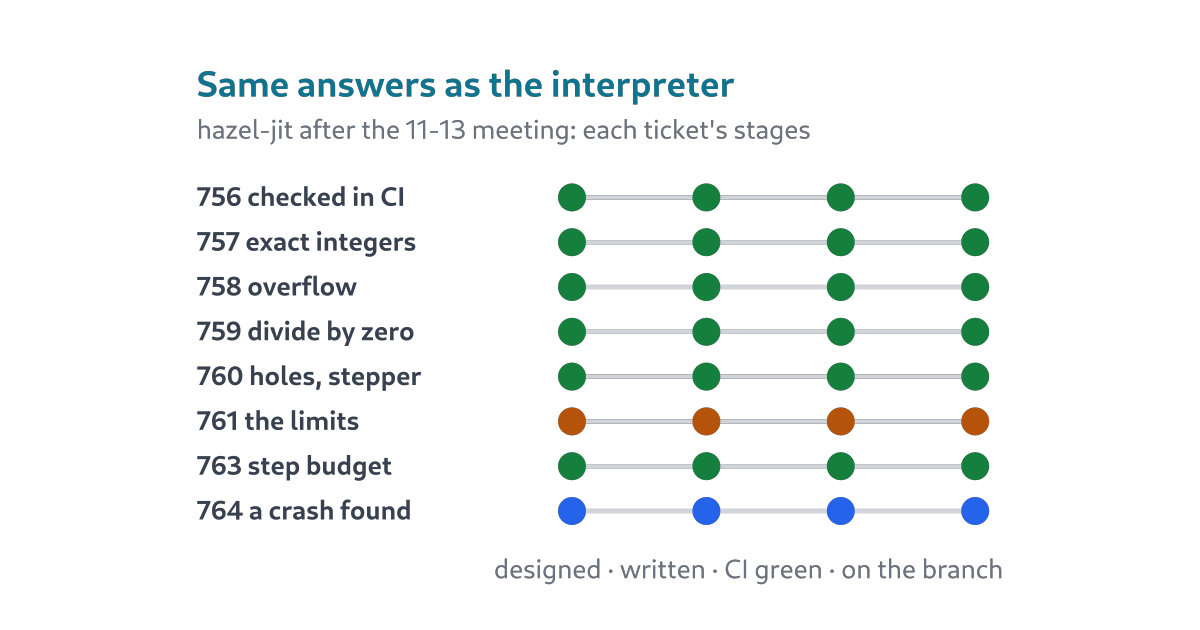 Same answers as the interpreter
hazel-jit after the 11-13 meeting: each ticket's stages
756 checked in CI
757 exact integers
758 overflow
759 divide by zero
760 holes, stepper
761 the limits
763 step budget
764 a crash found
designed · written · CI green · on the branch